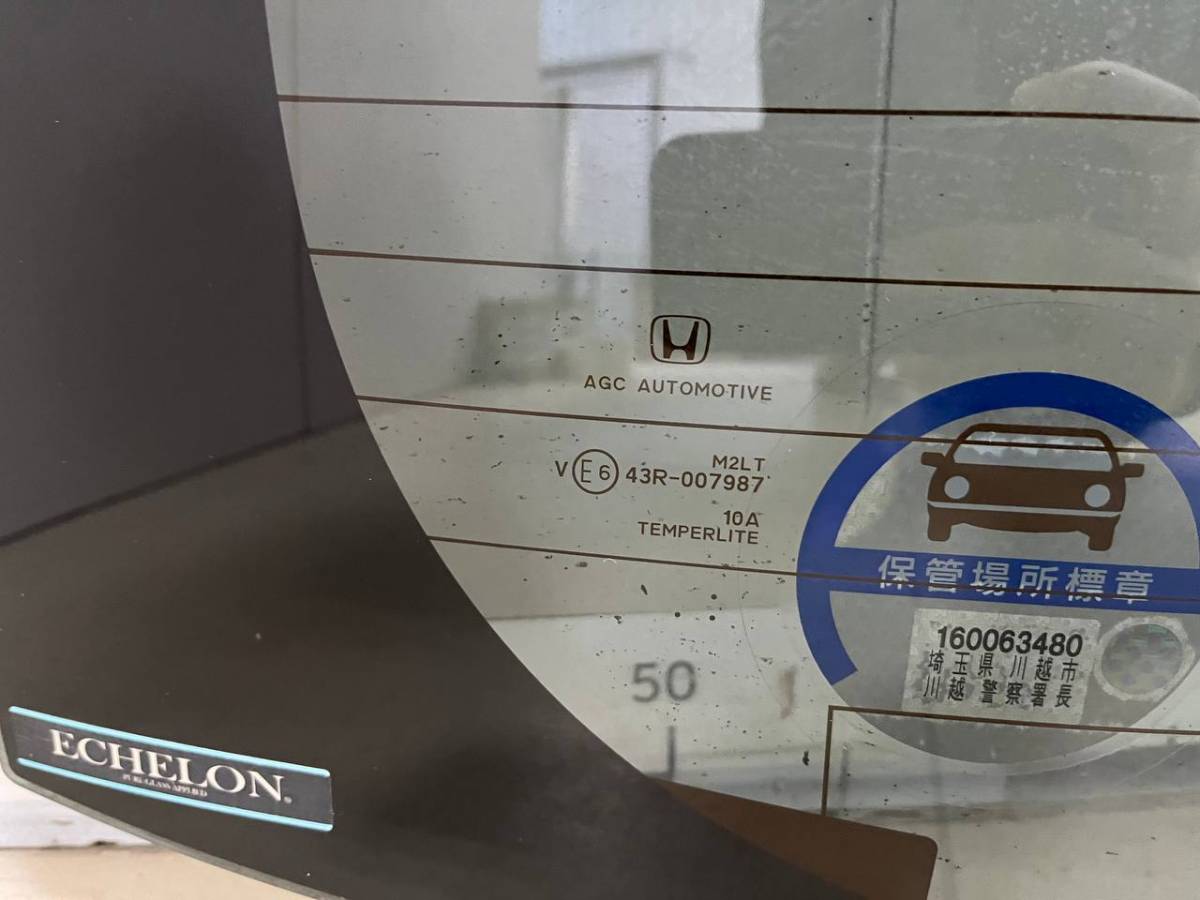 AGC AUTOMOTIVE
M2LT
V E6 43R-007987
10A
TEMPERLITE
保管場所標章
160063480
埼玉県川越市
川越警察署長
50
ECHELON